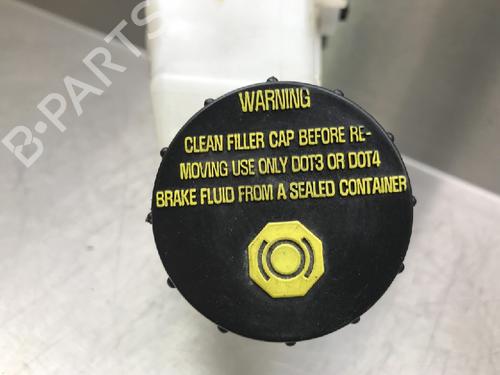 WARNING
CLEAN FILLER CAP BEFORE RE-
MOVING USE ONLY DOT3 OR DOT4
BRAKE FLUID FROM A SEALED CONTAINER
B-PARTS